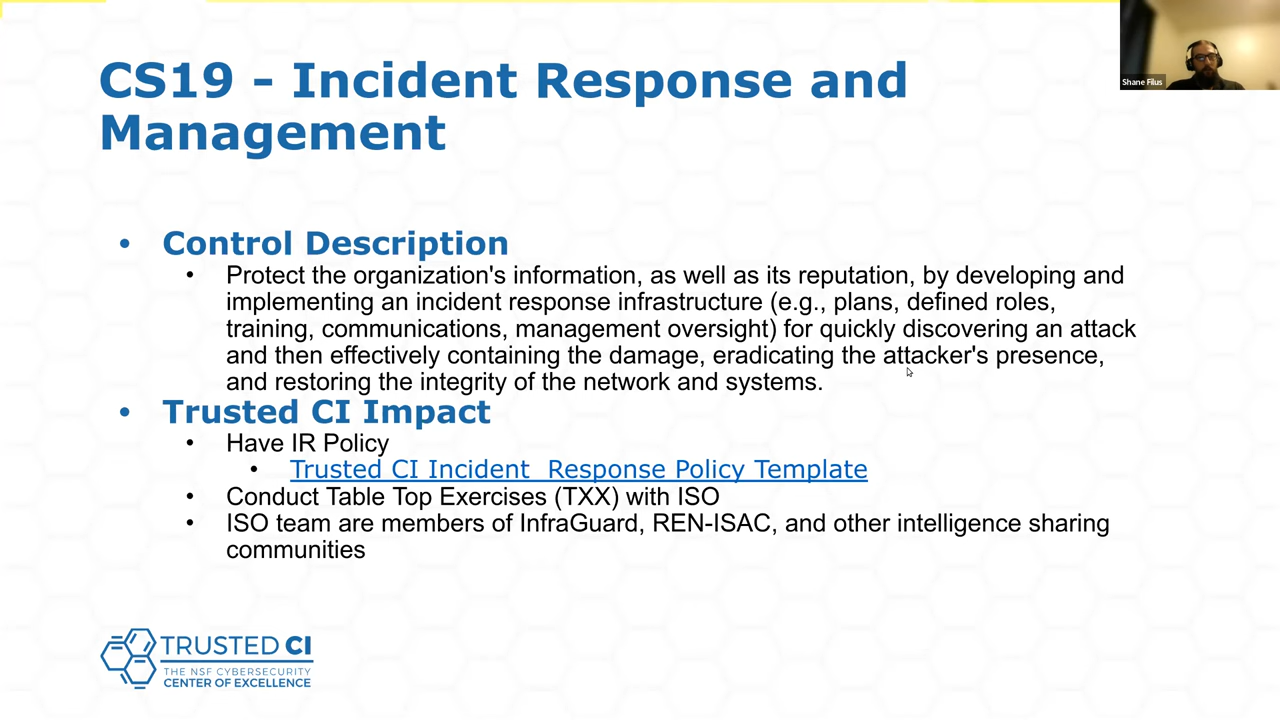 CS19 - Incident Response and
Management
Shane Filus
• Control Description
• Protect the organization's information, as well as its reputation, by developing and
implementing an incident response infrastructure (e.g., plans, defined roles,
training, communications, management oversight) for quickly discovering an attack
and then effectively containing the damage, eradicating the attacker's presence,
and restoring the integrity of the network and systems.
• Trusted CI Impact
• Have IR Policy
• Trusted CI Incident  Response Policy Template
• Conduct Table Top Exercises (TXX) with ISO
• ISO team are members of InfraGuard, REN-ISAC, and other intelligence sharing
communities
TRUSTED CI
THE NSF CYBERSECURITY
CENTER OF EXCELLENCE